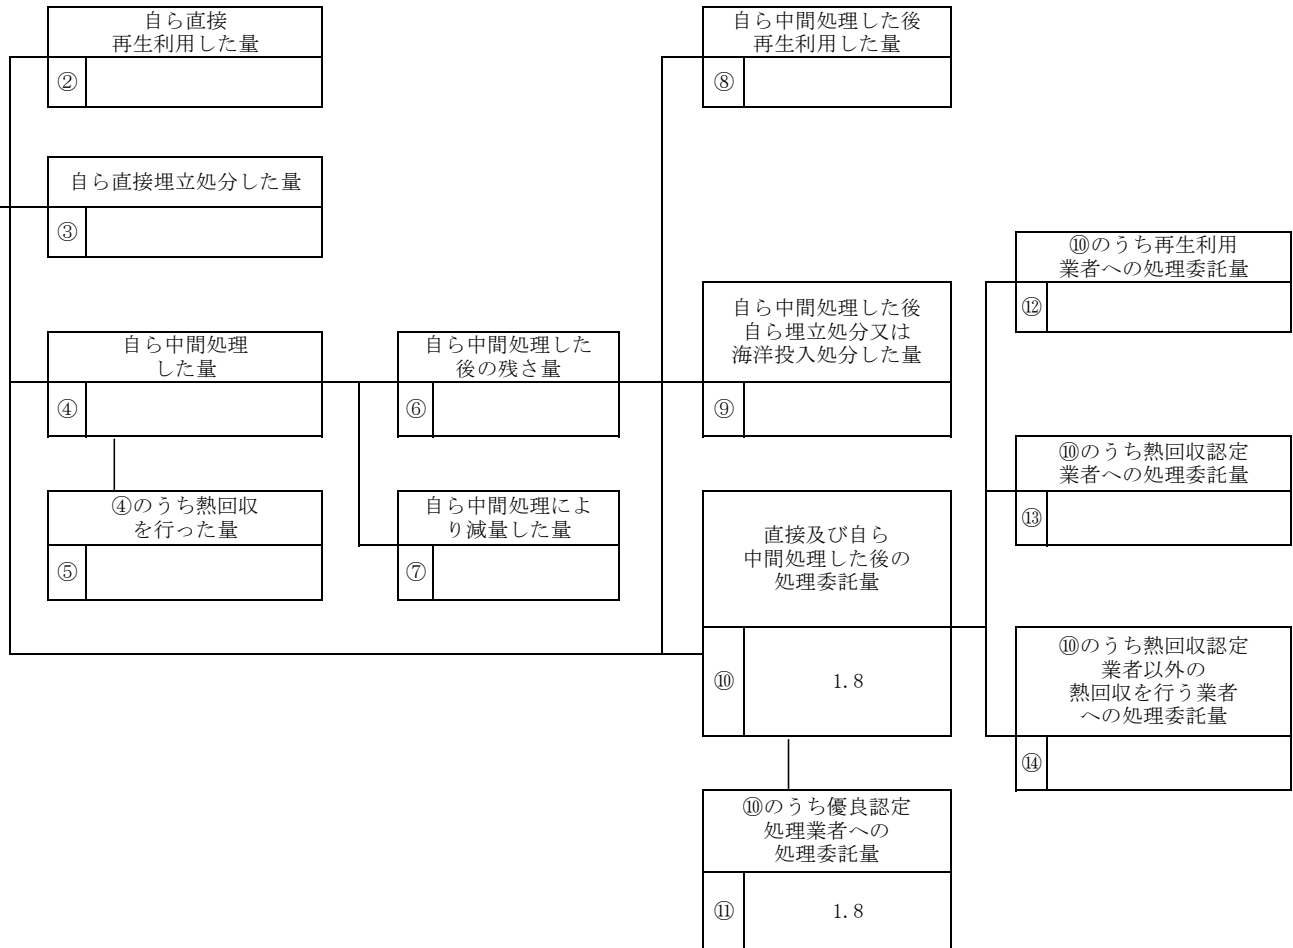 自ら直接
再生利用した量
②
自ら直接埋立処分した量
③
自ら中間処理
した量
④
④のうち熱回収
を行った量
⑤
自ら中間処理した
後の残さ量
⑥
自ら中間処理によ
り減量した量
⑦
自ら中間処理した後
再生利用した量
⑧
自ら中間処理した後
自ら埋立処分又は
海洋投入処分した量
⑨
直接及び自ら
中間処理した後の
処理委託量
⑩ 1.8
⑩のうち優良認定
処理業者への
処理委託量
⑪ 1.8
⑩のうち再生利用
業者への処理委託量
⑫
⑩のうち熱回収認定
業者への処理委託量
⑬
⑩のうち熱回収認定
業者以外の
熱回収を行う業者
への処理委託量
⑭